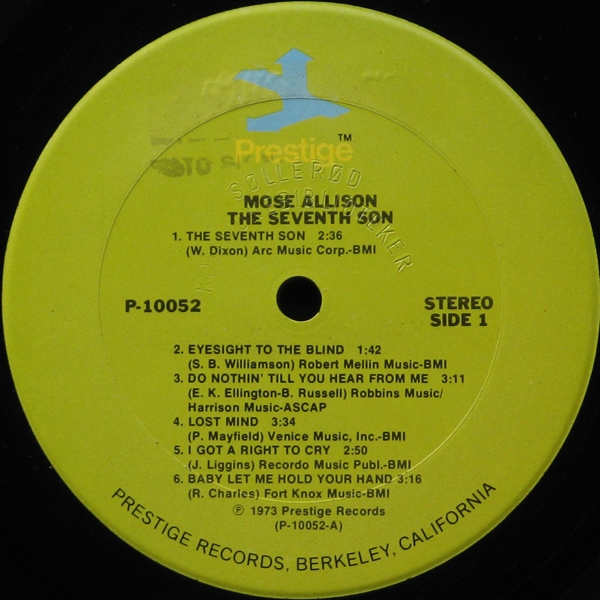 Prestige
TM
SØLLERØD
MOSE ALLISON
THE SEVENTH SON
1. THE SEVENTH SON 2:36
(W. Dixon) Arc Music Corp.-BMI
P-10052
STEREO
SIDE 1
2. EYESIGHT TO THE BLIND 1:42
(S. B. Williamson) Robert Mellin Music-BMI
3. DO NOTHIN' TILL YOU HEAR FROM ME 3:11
(E. K. Ellington-B. Russell) Robbins Music/
Harrison Music-ASCAP
4. LOST MIND 3:34
(P. Mayfield) Venice Music, Inc.-BMI
5. I GOT A RIGHT TO CRY 2:50
(J. Liggins) Recordo Music Publ.-BMI
6. BABY LET ME HOLD YOUR HAND 3:16
(R. Charles) Fort Knox Music-BMI
℗ 1973 Prestige Records
(P-10052-A)
PRESTIGE RECORDS, BERKELEY, CALIFORNIA